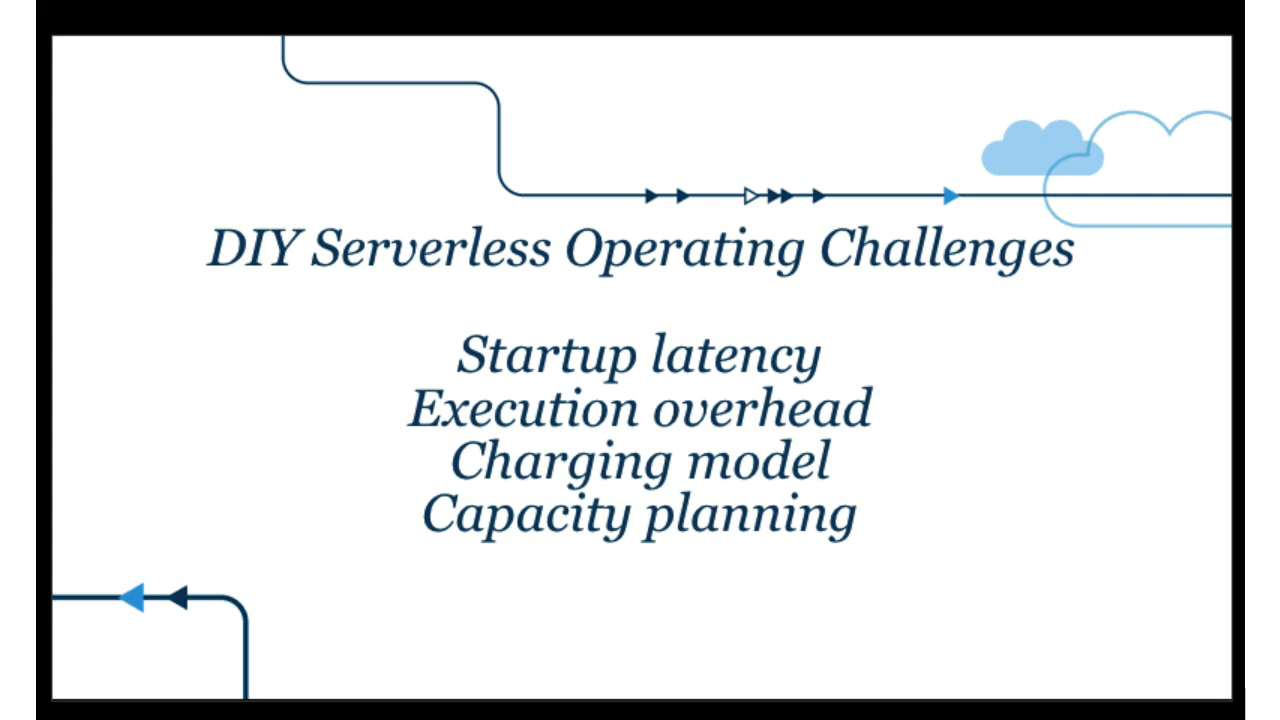 DIY Serverless Operating Challenges
Startup latency
Execution overhead
Charging model
Capacity planning